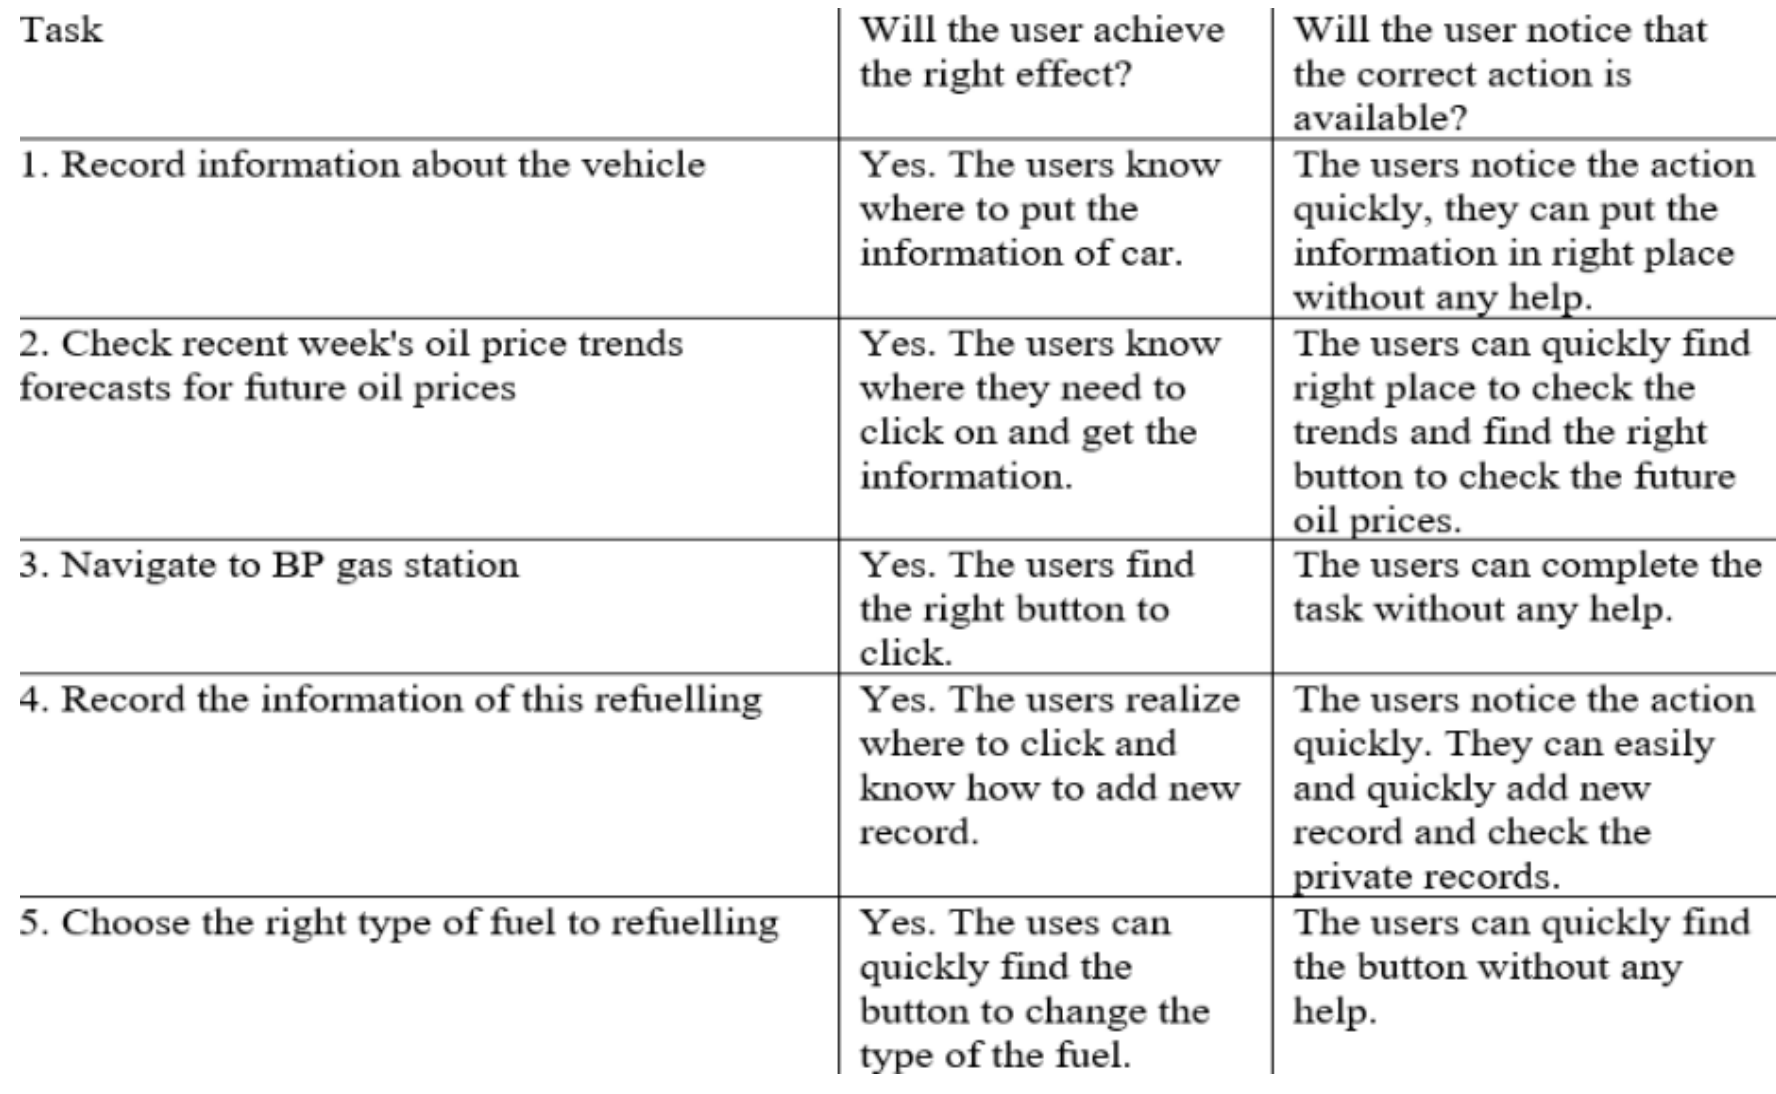 Task
Will the user achieve
the right effect?
Will the user notice that
the correct action is
available?
1. Record information about the vehicle
Yes. The users know
where to put the
information of car.
The users notice the action
quickly, they can put the
information in right place
without any help.
2. Check recent week's oil price trends
forecasts for future oil prices
Yes. The users know
where they need to
click on and get the
information.
The users can quickly find
right place to check the
trends and find the right
button to check the future
oil prices.
3. Navigate to BP gas station
Yes. The users find
the right button to
click.
The users can complete the
task without any help.
4. Record the information of this refuelling
Yes. The users realize
where to click and
know how to add new
record.
The users notice the action
quickly. They can easily
and quickly add new
record and check the
private records.
5. Choose the right type of fuel to refuelling
Yes. The uses can
quickly find the
button to change the
type of the fuel.
The users can quickly find
the button without any
help.